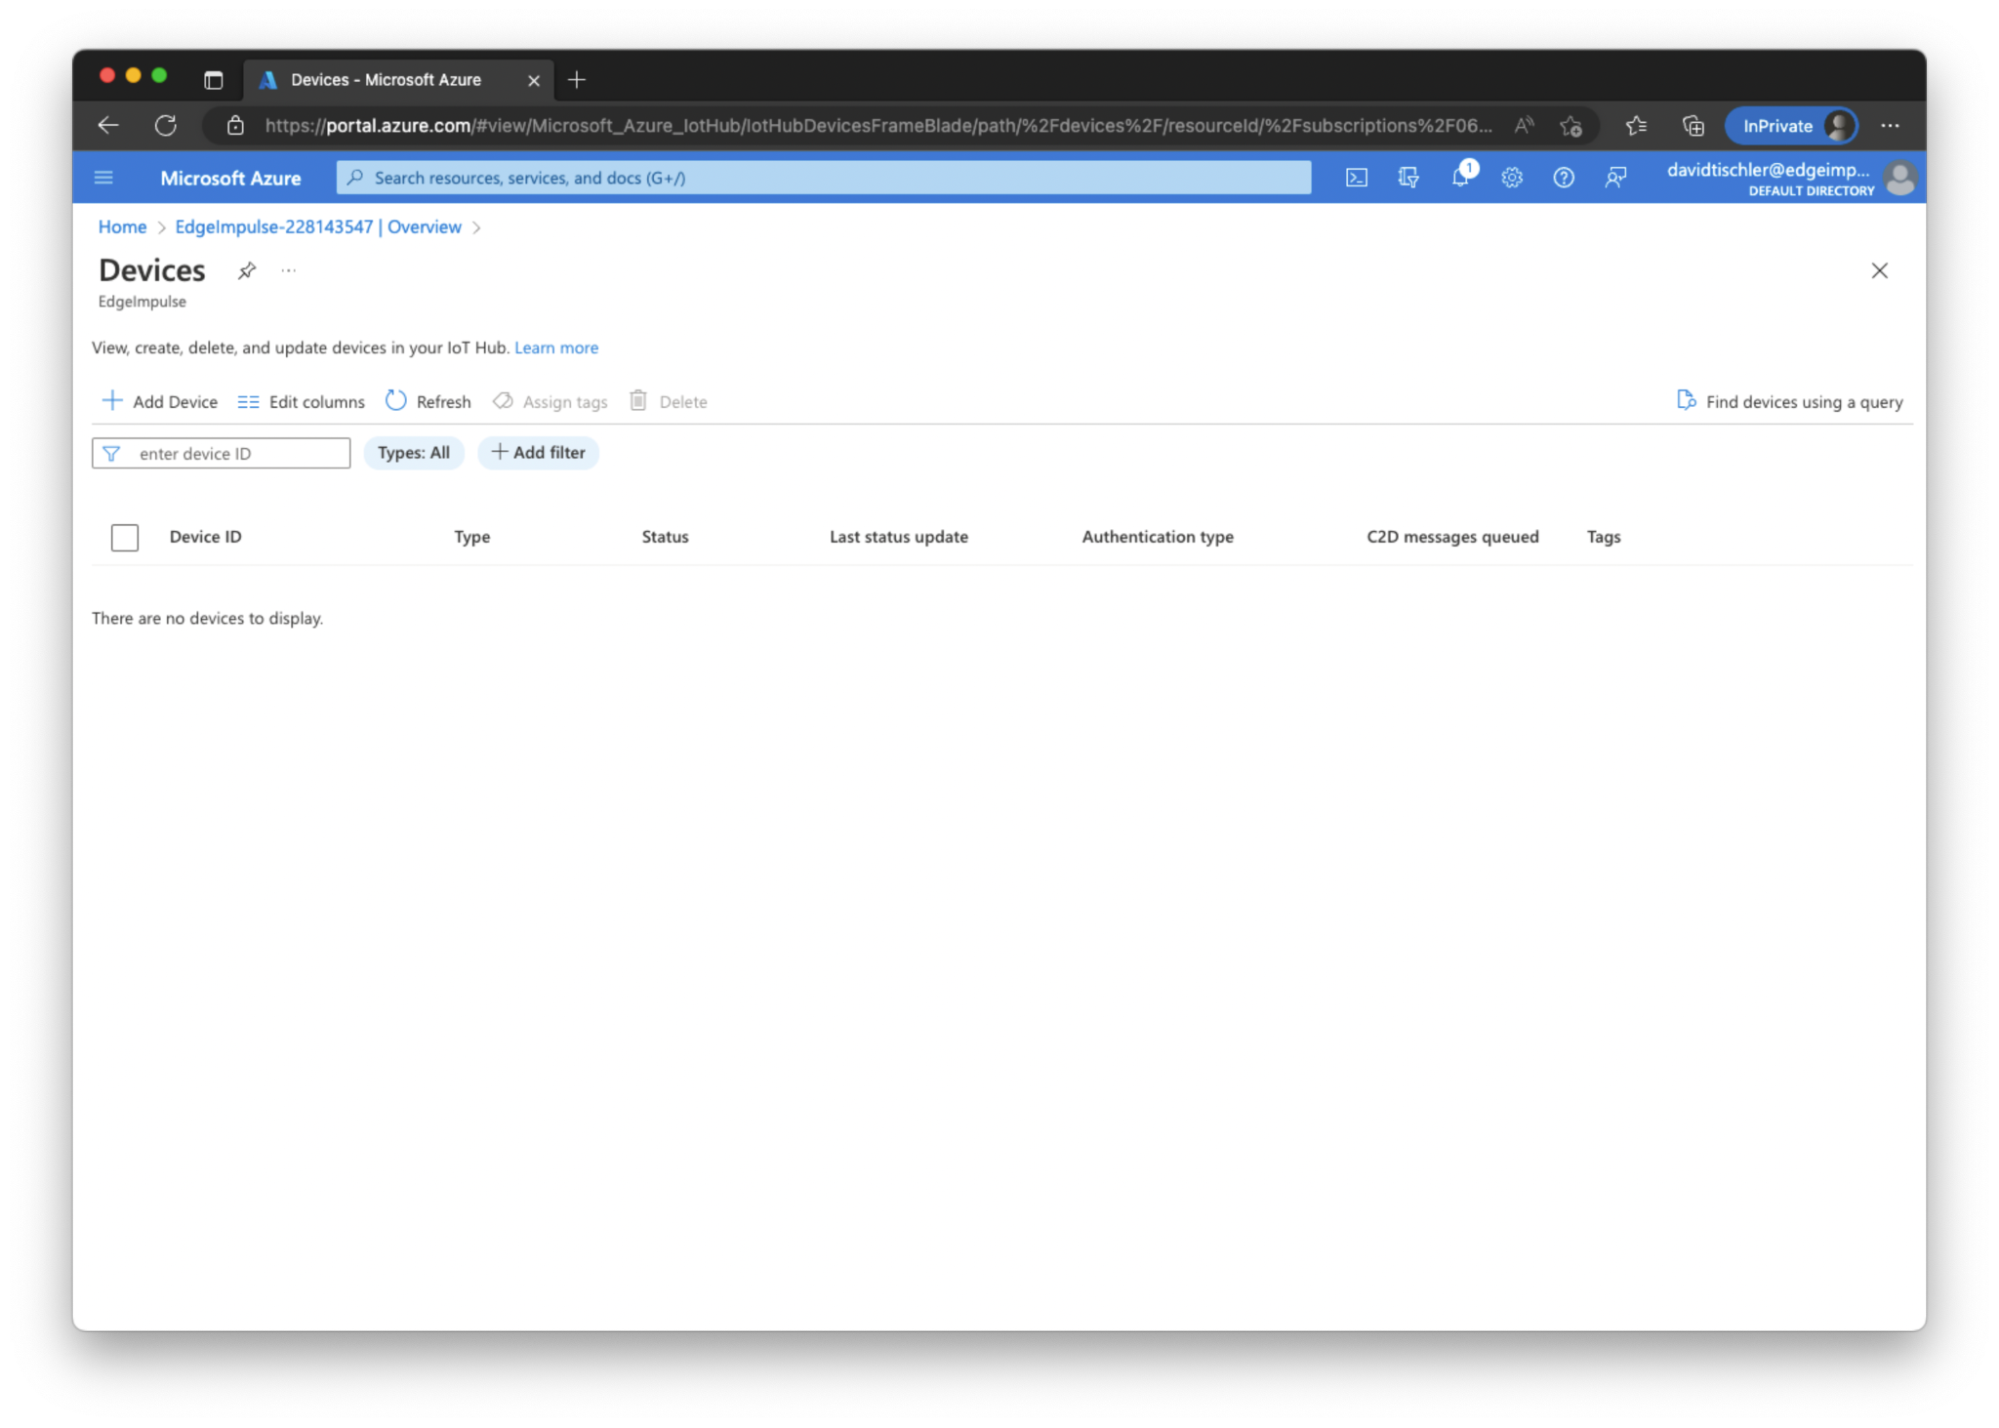 Devices - Microsoft Azure
https://portal.azure.com/#view/Microsoft_Azure_IotHub/IotHubDevicesFrameBlade/path/%2Fdevices%2F/resourceId/%2Fsubscriptions%2F06...
InPrivate
Microsoft Azure
Search resources, services, and docs (G+/)
1
davidtischler@edgeimp...
DEFAULT DIRECTORY
Home > EdgeImpulse-228143547 | Overview >
Devices
EdgeImpulse
View, create, delete, and update devices in your IoT Hub. Learn more
Add Device Edit columns Refresh Assign tags Delete Find devices using a query
enter device ID Types: All + Add filter
Device ID Type Status Last status update Authentication type C2D messages queued Tags
There are no devices to display.